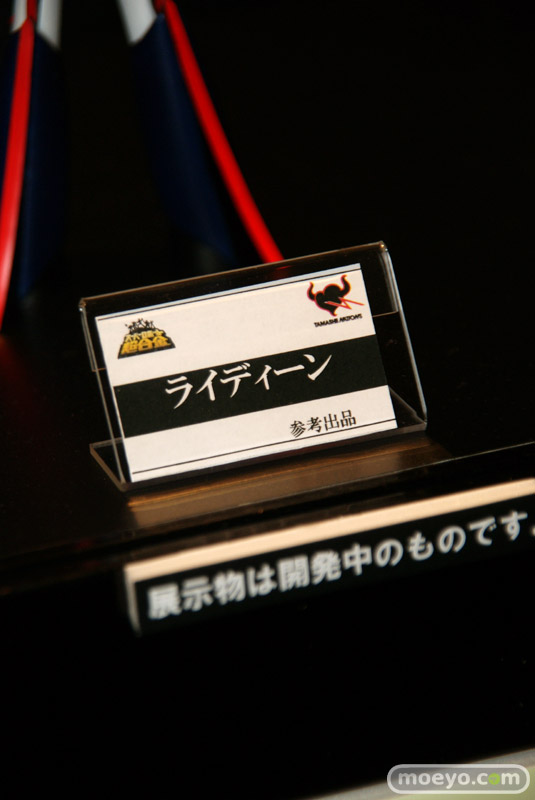 超合金
TAMASHII NATIONS
ライディーン
参考出品
展示物は開発中のものです。
moeyo.com